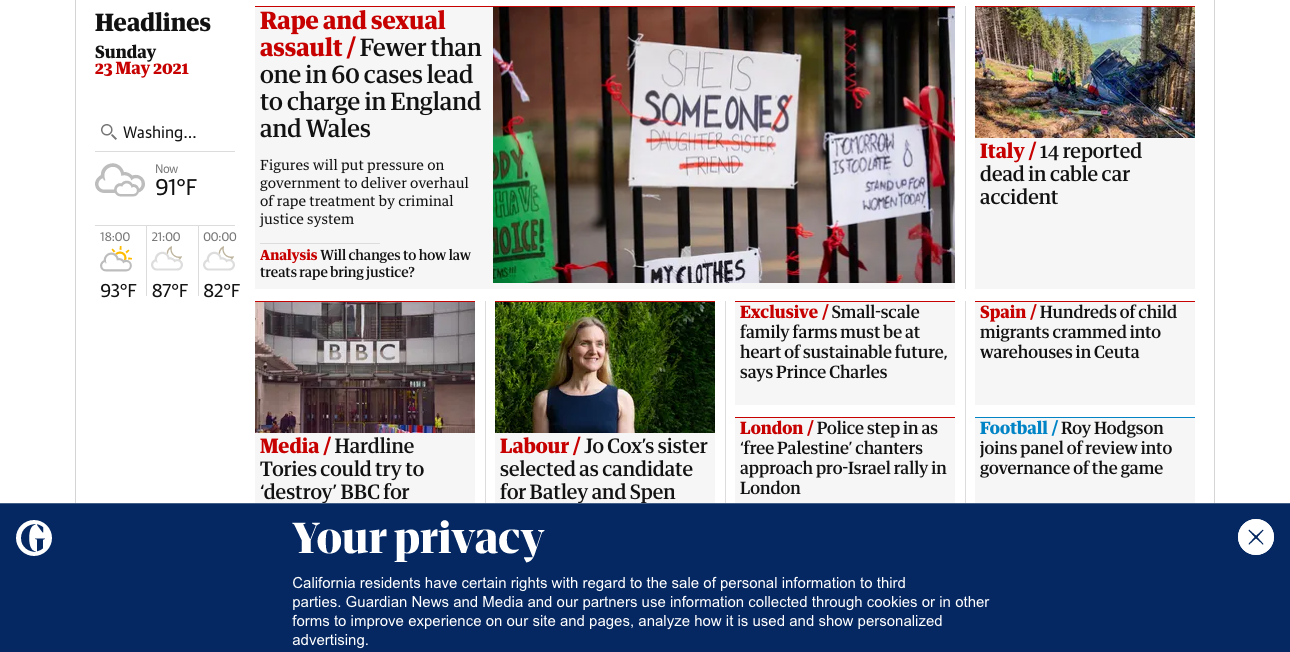 Headlines
Sunday
23 May 2021
Washing...
Now
91°F
18:00
21:00
00:00
93°F
87°F
82°F
Rape and sexual
assault / Fewer than
one in 60 cases lead
to charge in England
and Wales
Figures will put pressure on
government to deliver overhaul
of rape treatment by criminal
justice system
Analysis Will changes to how law
treats rape bring justice?
SHE IS
SOMEONES
DAUGHTER, SISTER,
FRIEND
TOMORROW
IS TOO LATE
STAND UP FOR
WOMEN TODAY.
HAVE
MY CLOTHES
Italy / 14 reported
dead in cable car
accident
BBC
Media / Hardline
Tories could try to
‘destroy’ BBC for
Labour / Jo Cox’s sister
selected as candidate
for Batley and Spen
Exclusive / Small-scale
family farms must be at
heart of sustainable future,
says Prince Charles
London / Police step in as
‘free Palestine’ chanters
approach pro-Israel rally in
London
Spain / Hundreds of child
migrants crammed into
warehouses in Ceuta
Football / Roy Hodgson
joins panel of review into
governance of the game
G
Your privacy
California residents have certain rights with regard to the sale of personal information to third
parties. Guardian News and Media and our partners use information collected through cookies or in other
forms to improve experience on our site and pages, analyze how it is used and show personalized
advertising.